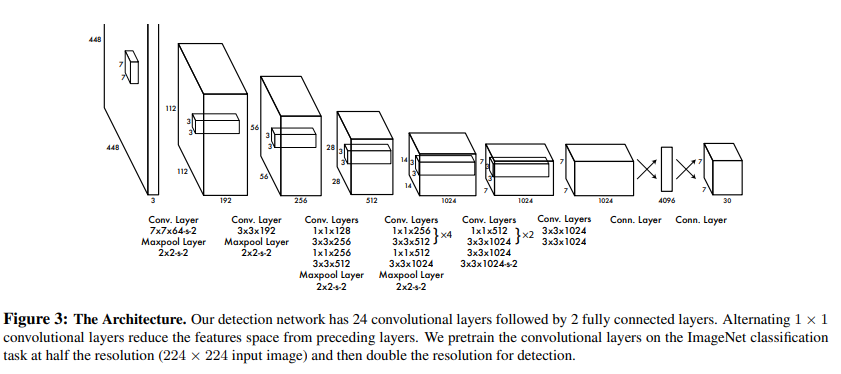 448
7
7
448
3
112
3
3
112
192
56
3
3
56
256
28
3
3
28
512
14
3
3
14
1024
7
3
3
7
1024
7
7
1024
4096
7
7
30
Conv. Layer
7x7x64-s-2
Maxpool Layer
2x2-s-2
Conv. Layer
3x3x192
Maxpool Layer
2x2-s-2
Conv. Layers
1x1x128
3x3x256
1x1x256
3x3x512
Maxpool Layer
2x2-s-2
Conv. Layers
1x1x256
3x3x512
}×4
1x1x512
3x3x1024
Maxpool Layer
2x2-s-2
Conv. Layers
1x1x512
3x3x1024
}×2
3x3x1024
3x3x1024-s-2
Conv. Layers
3x3x1024
3x3x1024
Conn. Layer
Conn. Layer
Figure 3: The Architecture. Our detection network has 24 convolutional layers followed by 2 fully connected layers. Alternating 1 × 1
convolutional layers reduce the features space from preceding layers. We pretrain the convolutional layers on the ImageNet classification
task at half the resolution (224 × 224 input image) and then double the resolution for detection.